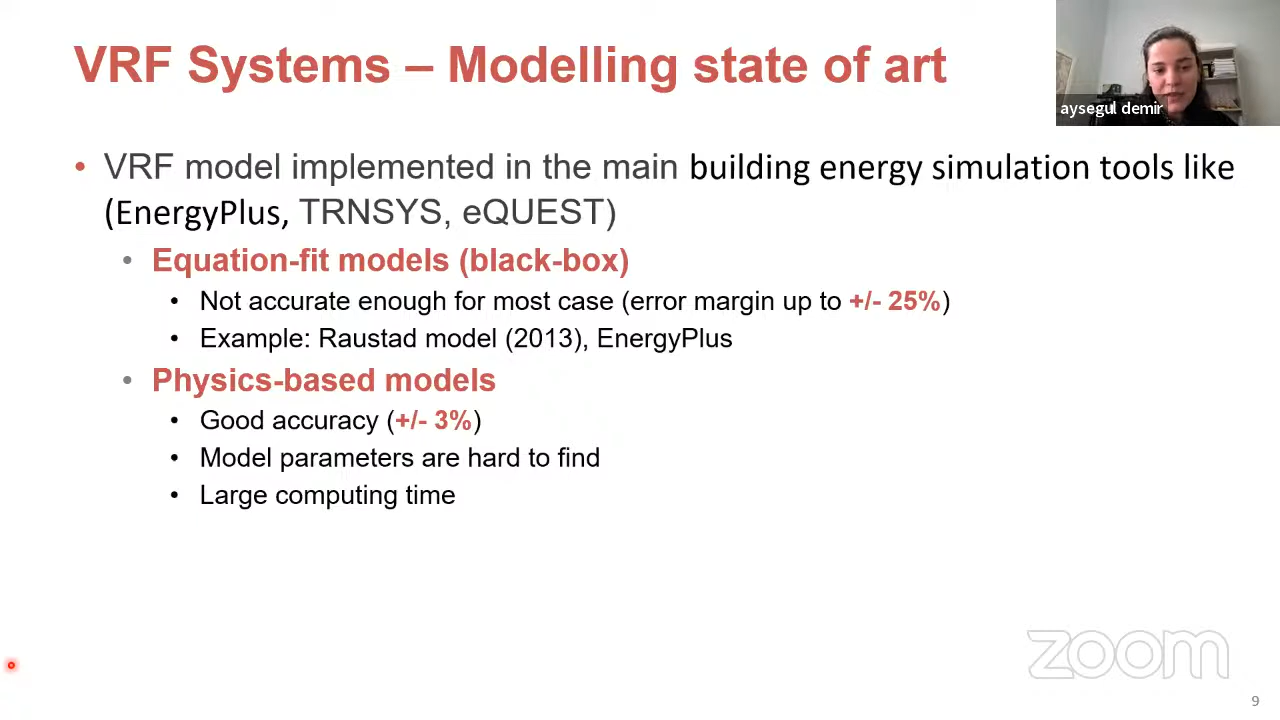 VRF Systems – Modelling state of art
aysegul demir
• VRF model implemented in the main building energy simulation tools like
(EnergyPlus, TRNSYS, eQUEST)
• Equation-fit models (black-box)
• Not accurate enough for most case (error margin up to +/- 25%)
• Example: Raustad model (2013), EnergyPlus
• Physics-based models
• Good accuracy (+/- 3%)
• Model parameters are hard to find
• Large computing time
zoom
9